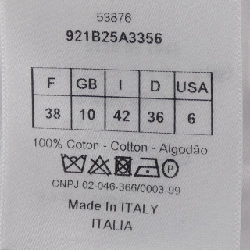 53876
921B25A3356
F GB I D USA
38 10 42 36 6
100% Coton - Cotton - Algodão
CNPJ 02-046-366/0003-99
Made In ITALY
ITALIA